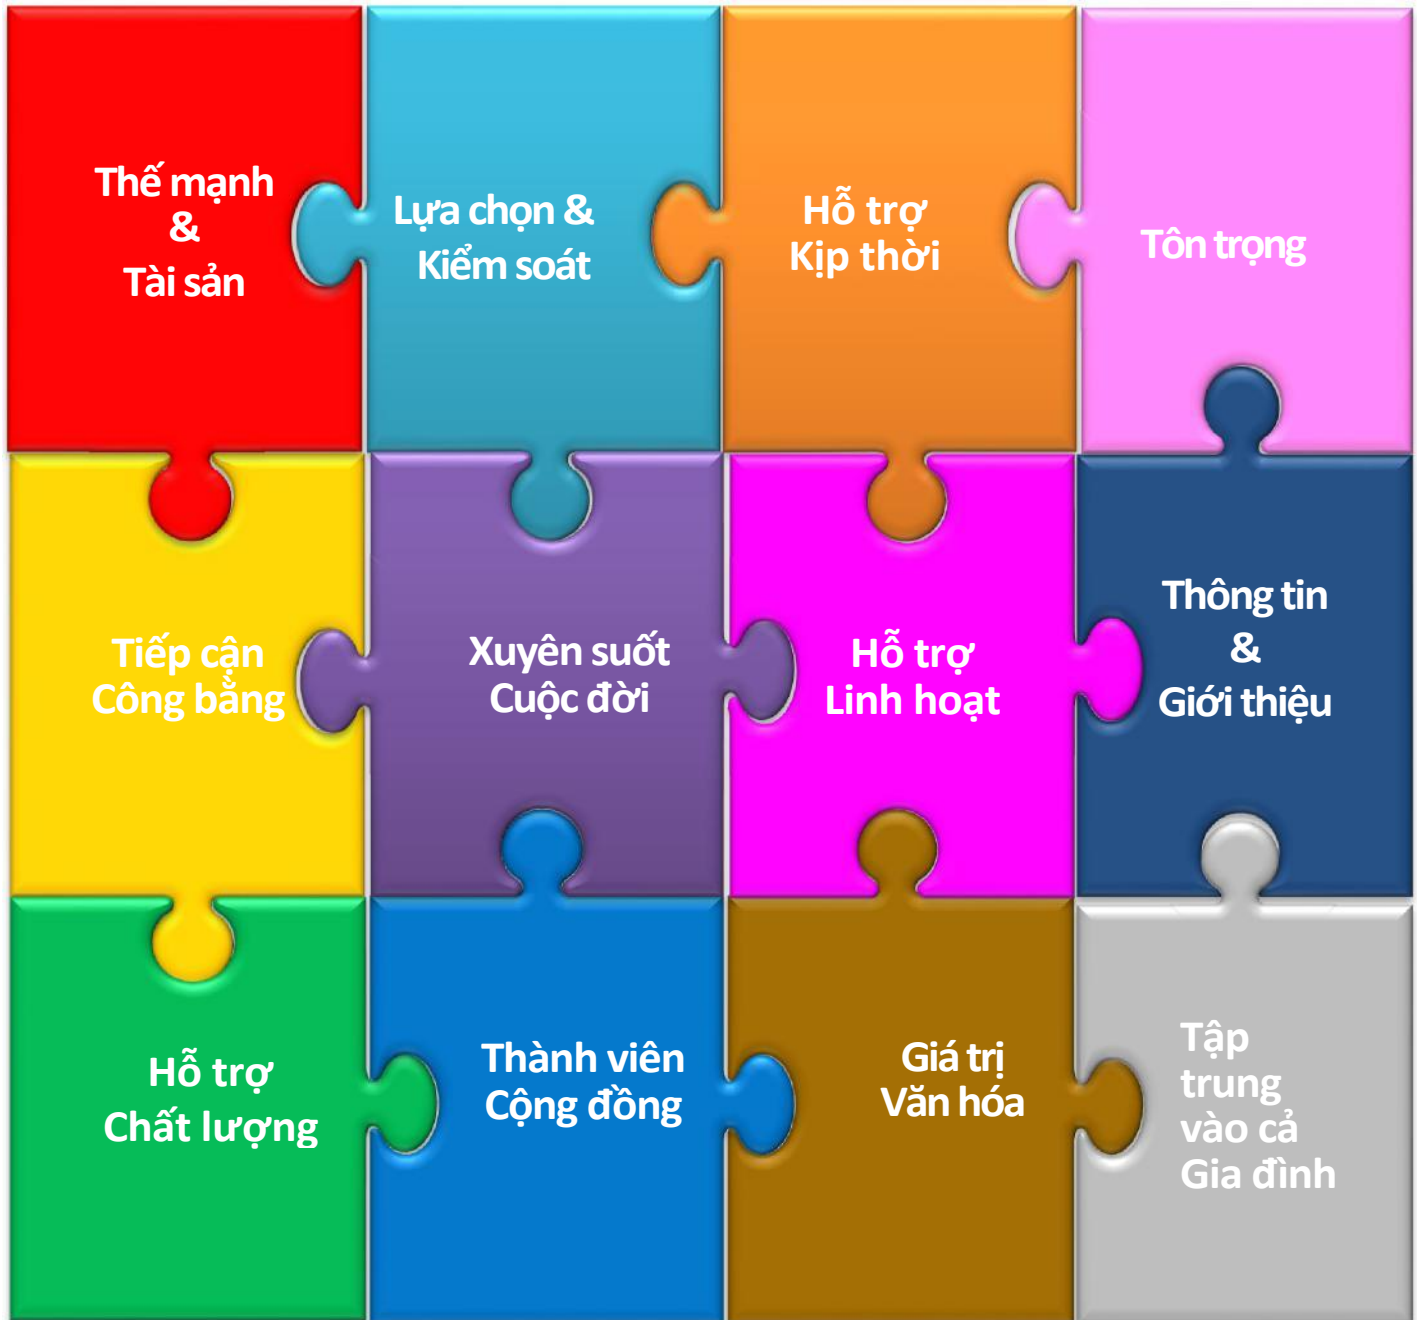 Thế mạnh
&
Tài sản
Lựa chọn &
Kiểm soát
Hỗ trợ
Kịp thời
Tôn trọng
Tiếp cận
Công bằng
Xuyên suốt
Cuộc đời
Hỗ trợ
Linh hoạt
Thông tin
&
Giới thiệu
Hỗ trợ
Chất lượng
Thành viên
Cộng đồng
Giá trị
Văn hóa
Tập
trung
vào cả
Gia đình